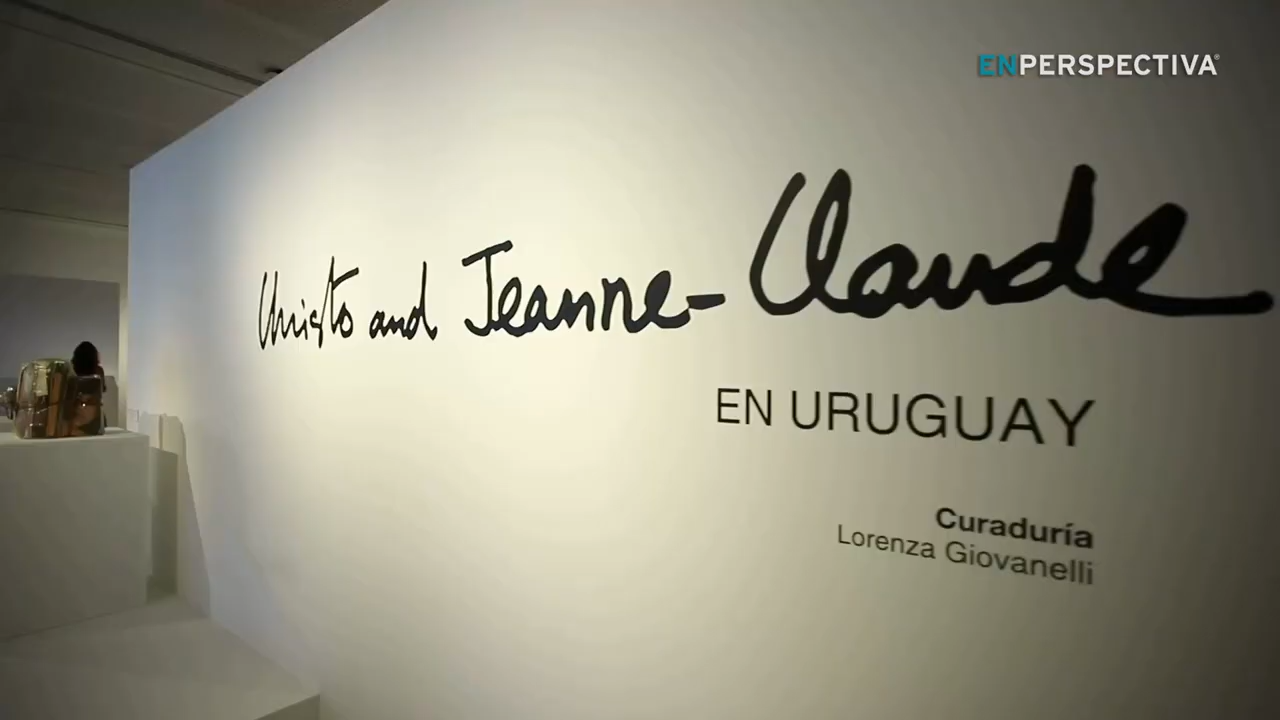 ENPERSPECTIVA
Christo and Jeanne-Claude
EN URUGUAY
Curaduría
Lorenza Giovanelli